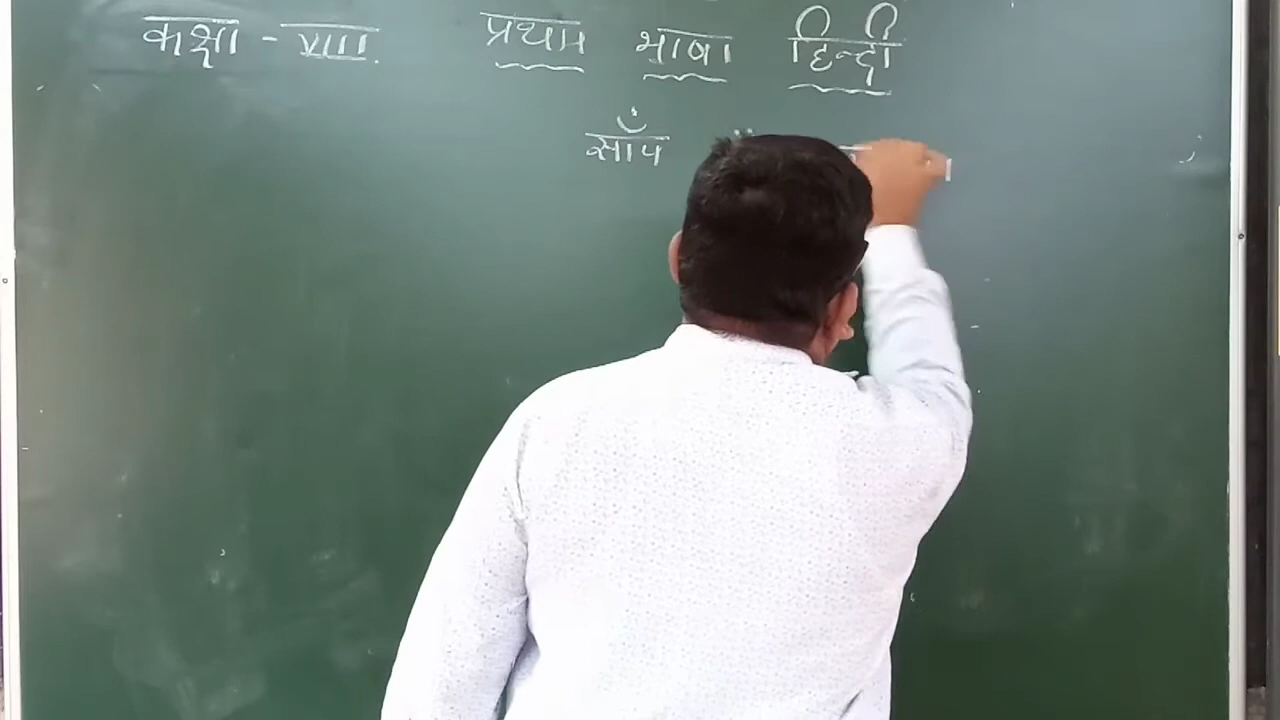 कक्षा - VIII. प्रथम भाषा हिन्दी
साँप